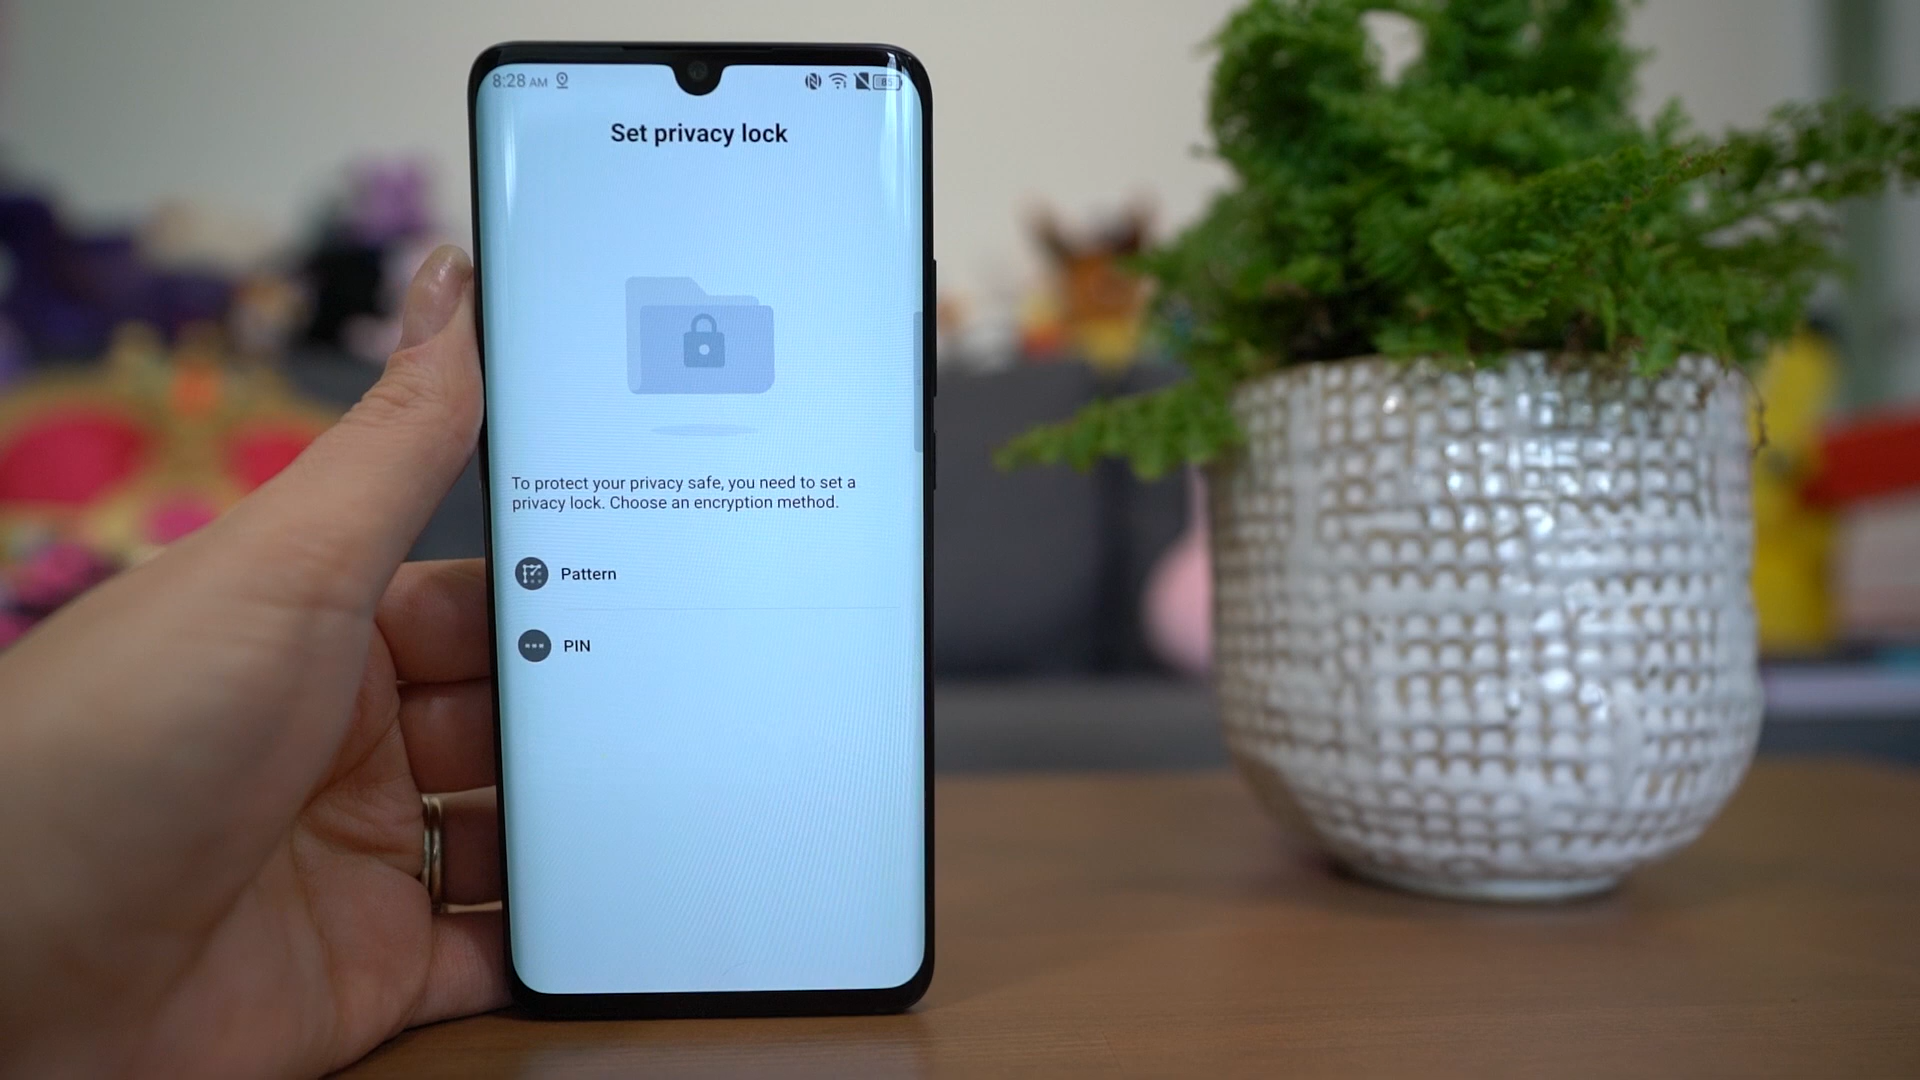 8:28 AM
85
Set privacy lock
To protect your privacy safe, you need to set a
privacy lock. Choose an encryption method.
Pattern
PIN